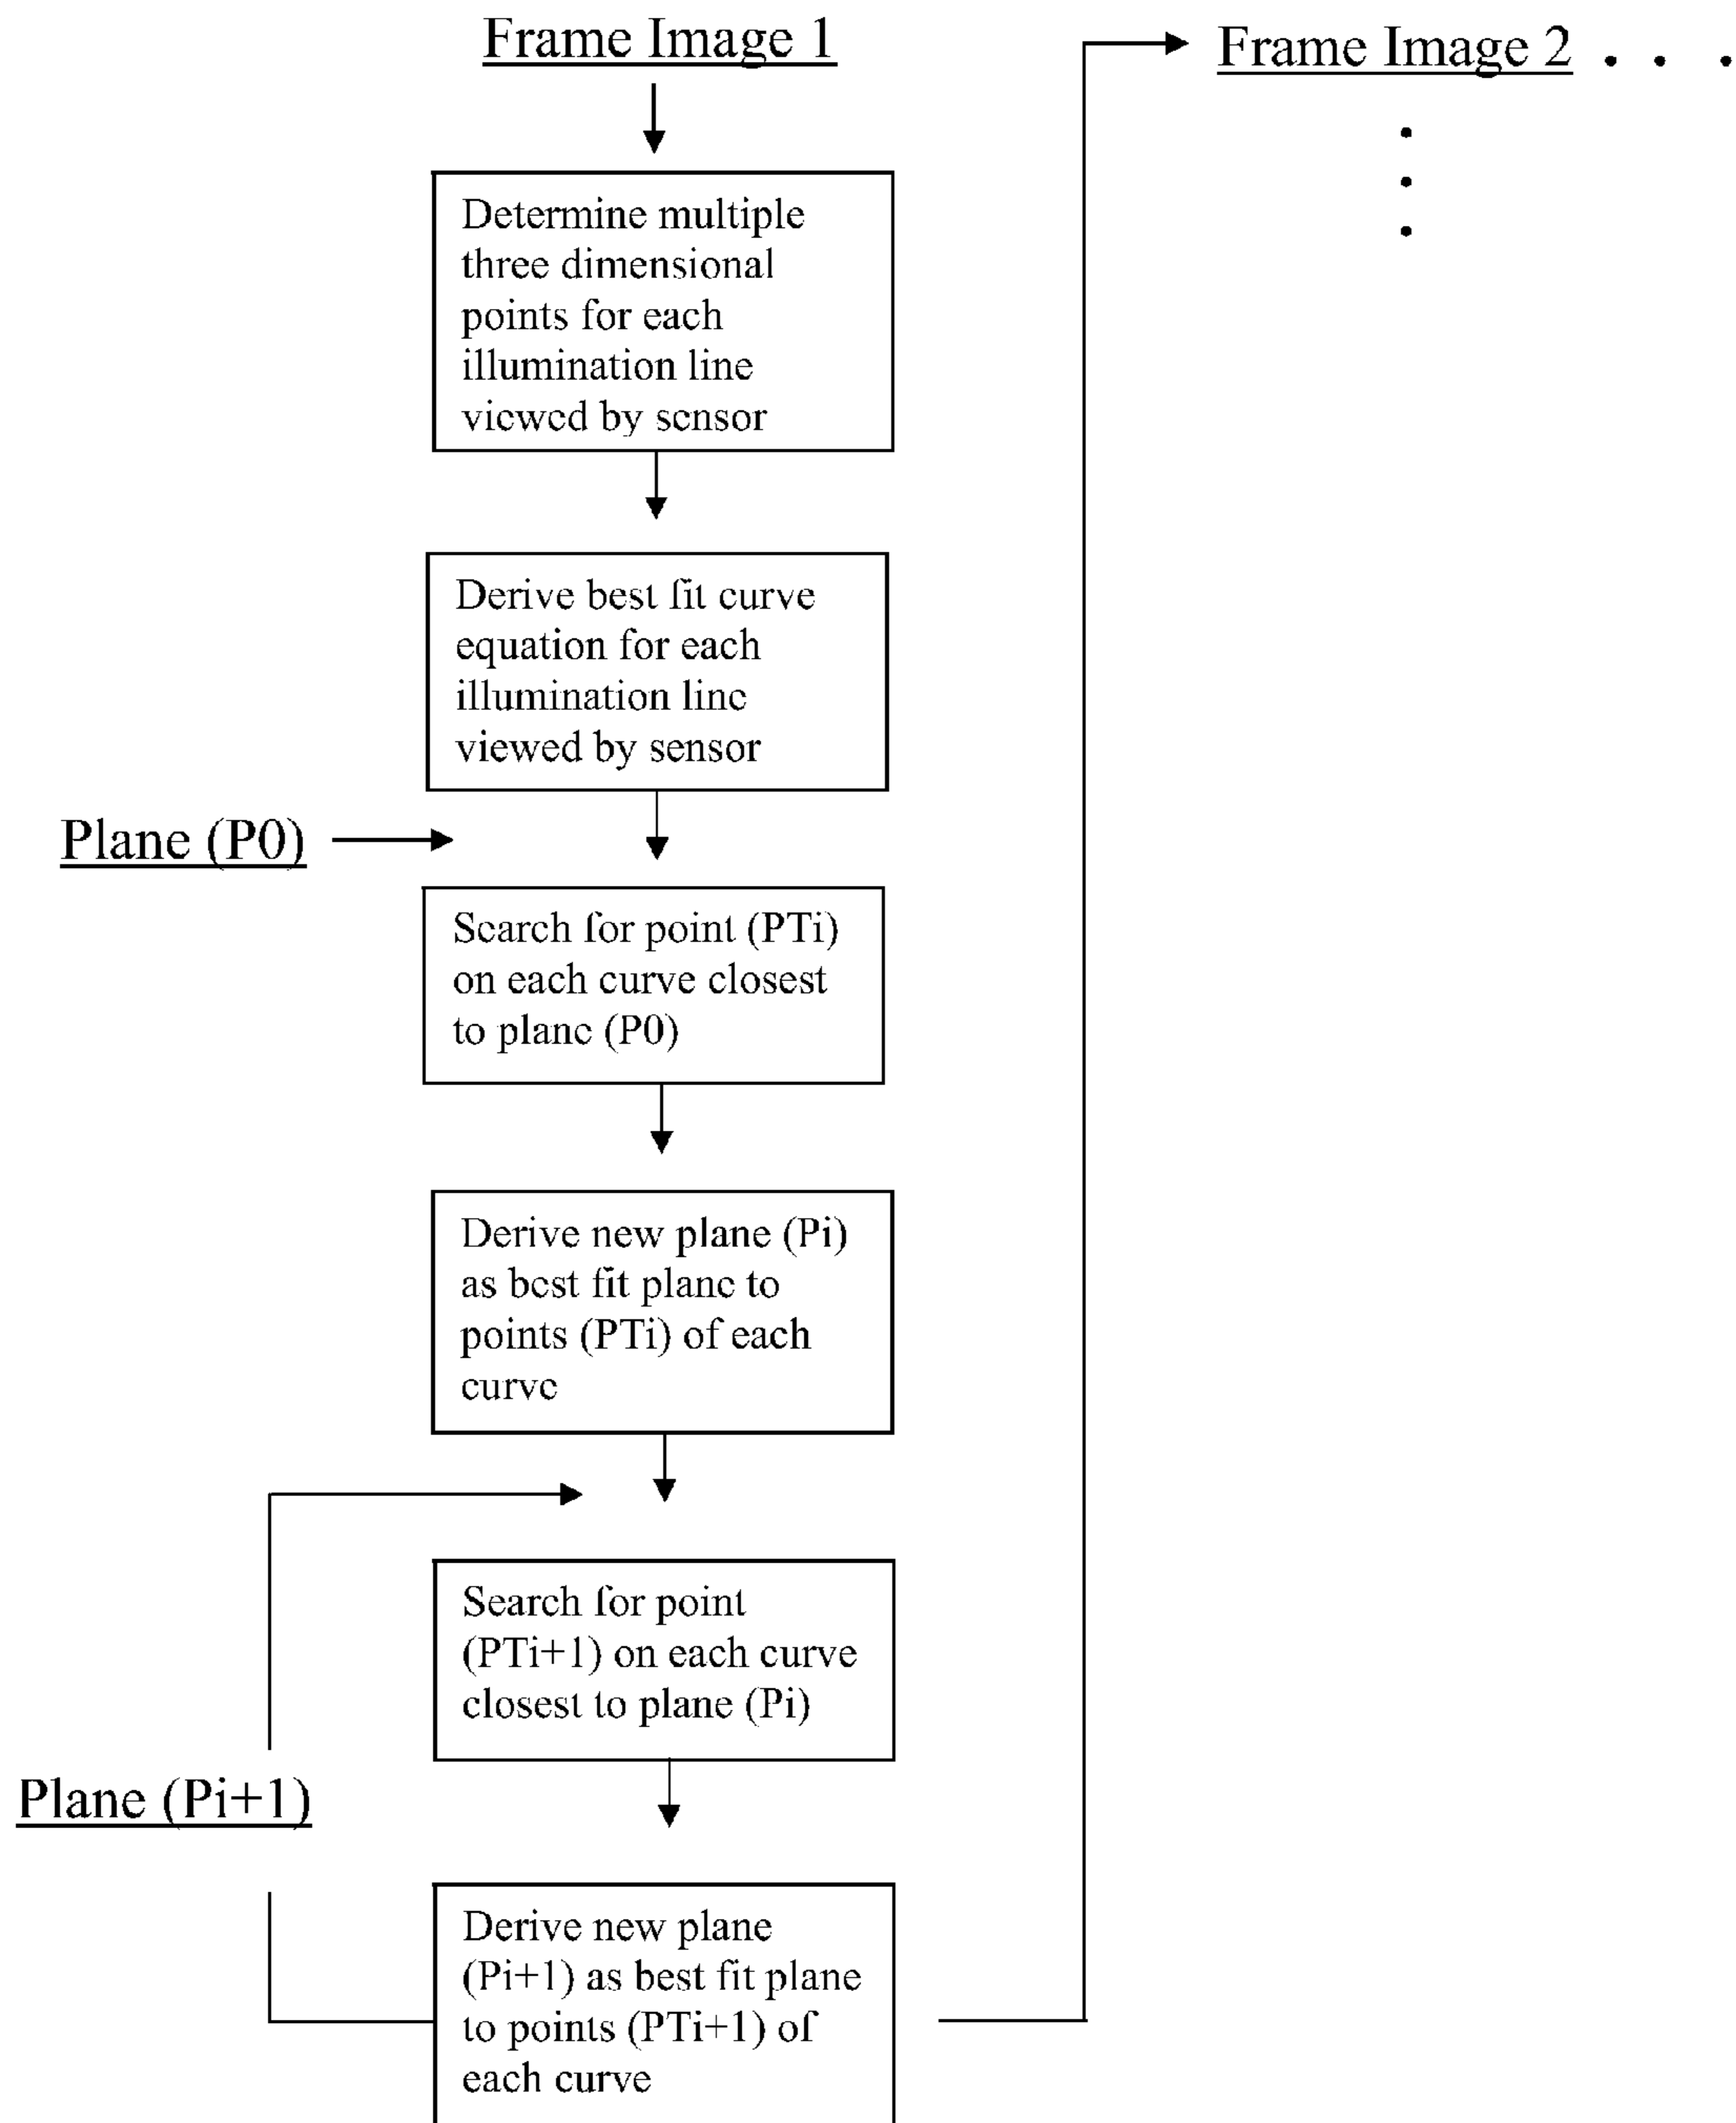 Frame Image 1
Frame Image 2 . . .
Determine multiple
three dimensional
points for each
illumination line
viewed by sensor
Derive best fit curve
equation for each
illumination line
viewed by sensor
Plane (P0)
Search for point (PTi)
on each curve closest
to plane (P0)
Derive new plane (Pi)
as best fit plane to
points (PTi) of each
curve
Search for point
(PTi+1) on each curve
closest to plane (Pi)
Plane (Pi+1)
Derive new plane
(Pi+1) as best fit plane
to points (PTi+1) of
each curve